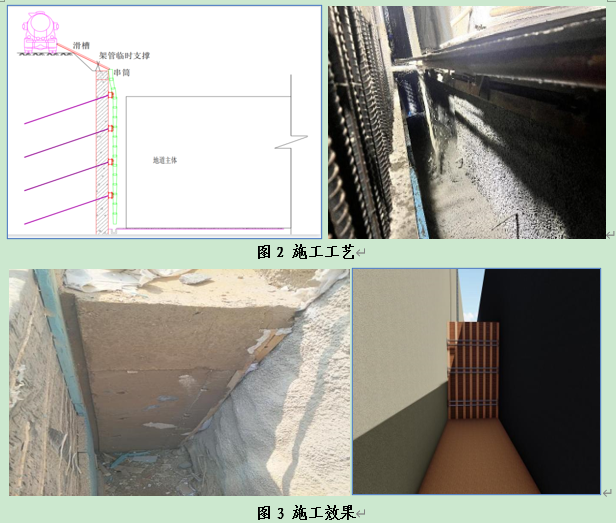 滑槽
架管临时支撑
串筒
地道主体
图 2 施工工艺
图 3 施工效果